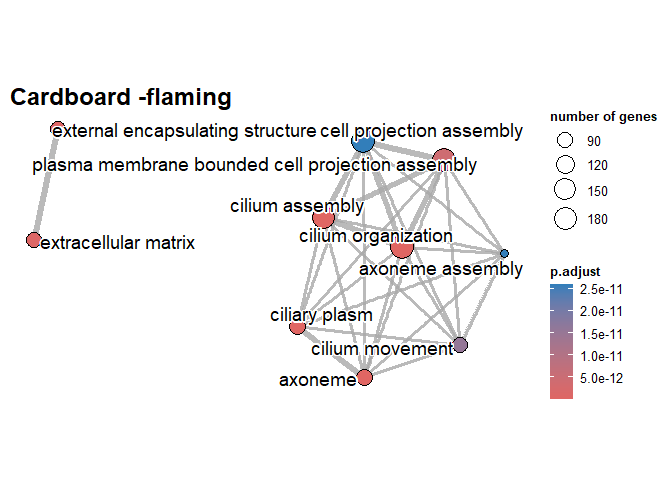 Cardboard -flaming
external encapsulating structure
cell projection assembly
plasma membrane bounded cell projection assembly
cilium assembly
cilium organization
extracellular matrix
axoneme assembly
ciliary plasm
cilium movement
axoneme
number of genes
90
120
150
180
p.adjust
2.5e-11
2.0e-11
1.5e-11
1.0e-11
5.0e-12